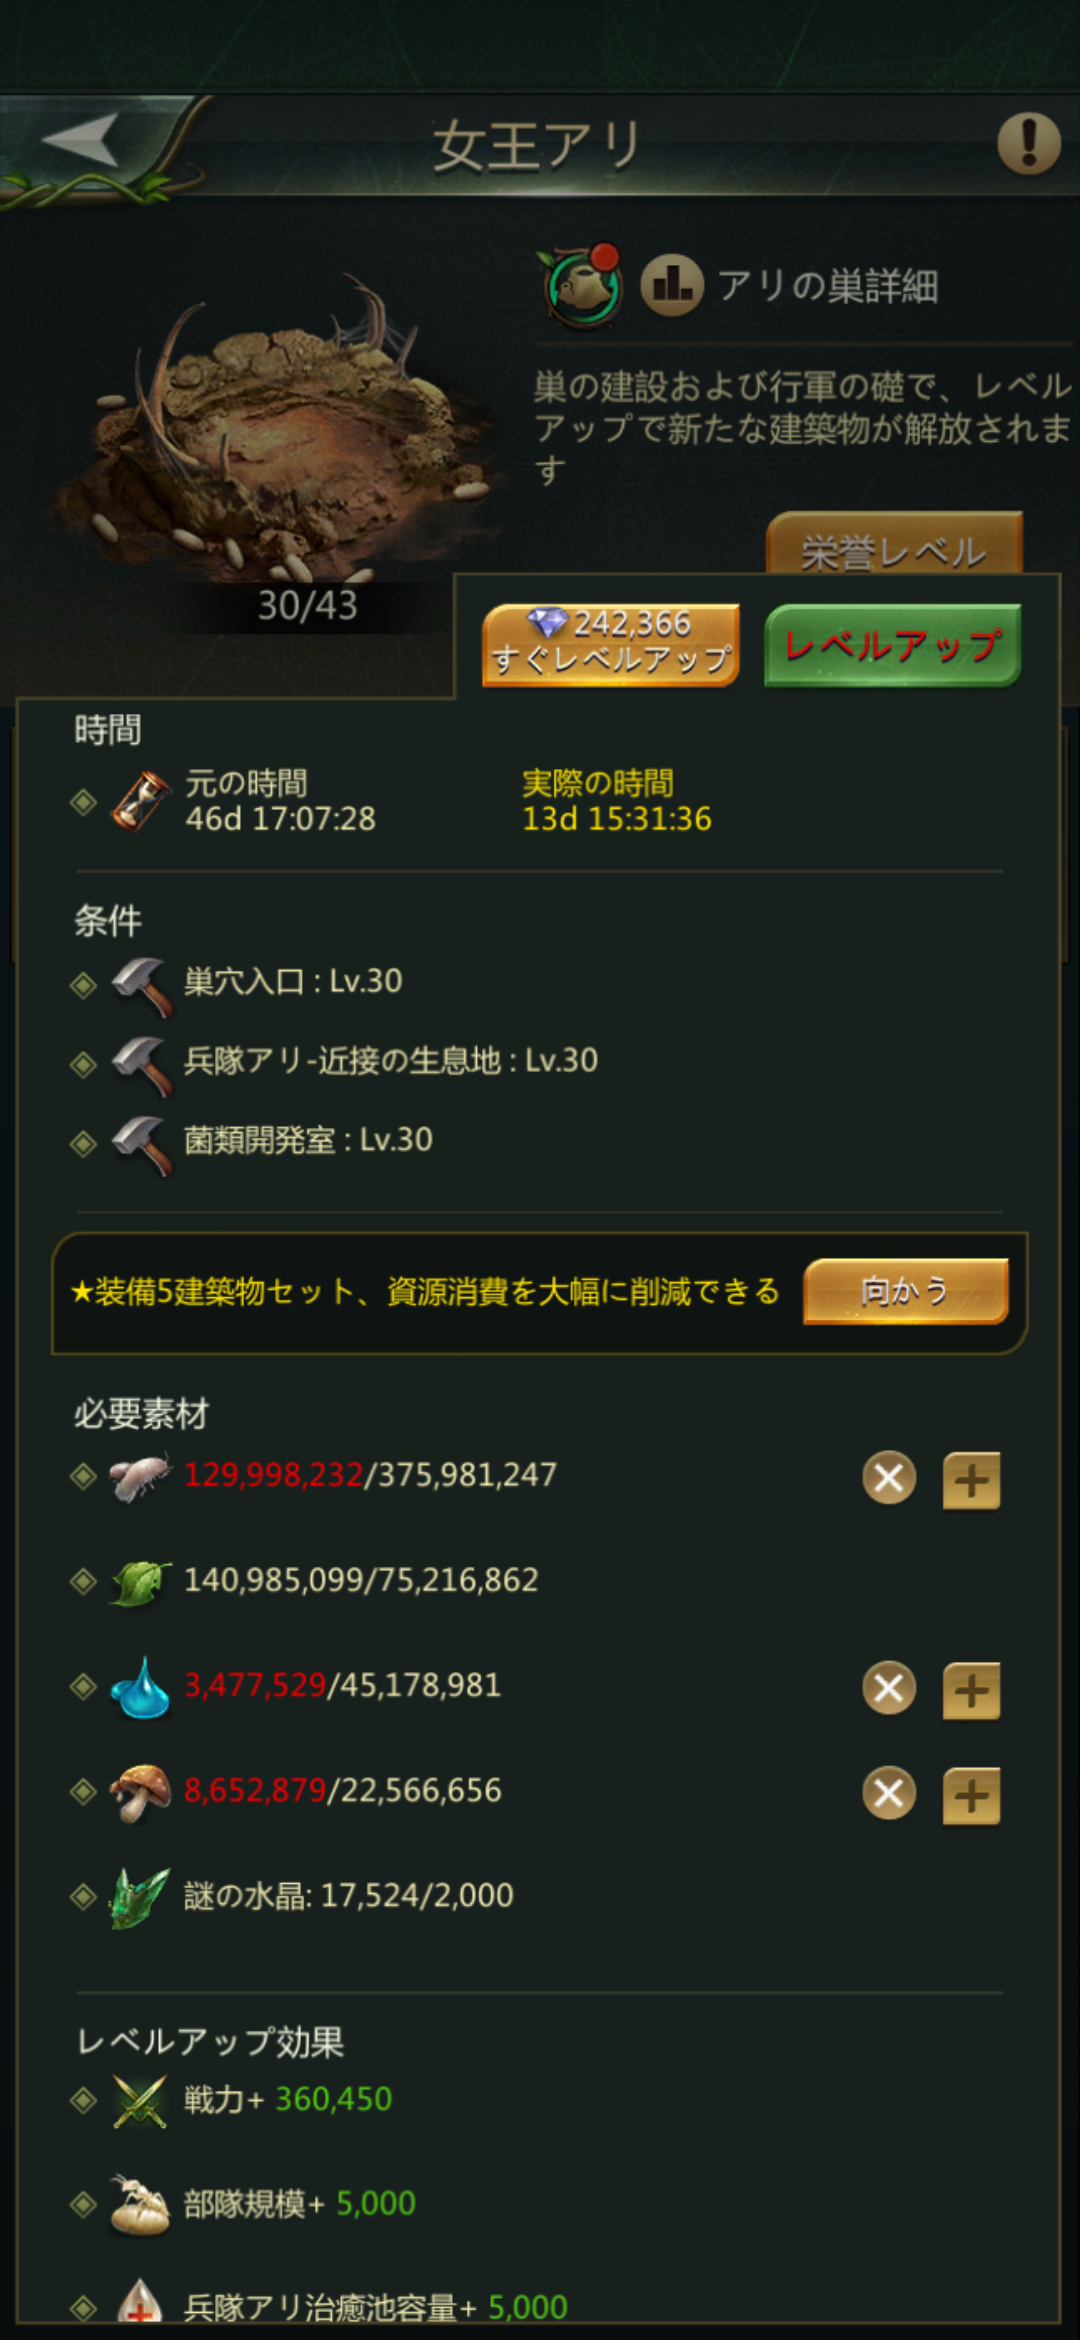 女王アリ
アリの巣詳細
巣の建設および行軍の礎で、レベル
アップで新たな建築物が解放されま
す
栄誉レベル
30/43
242,366
すぐレベルアップ
レベルアップ
時間
元の時間 実際の時間
46d 17:07:28 13d 15:31:36
条件
巣穴入口 : Lv.30
兵隊アリ-近接の生息地 : Lv.30
菌類開発室 : Lv.30
★装備5建築物セット、資源消費を大幅に削減できる 向かう
必要素材
129,998,232/375,981,247
140,985,099/75,216,862
3,477,529/45,178,981
8,652,879/22,566,656
謎の水晶: 17,524/2,000
レベルアップ効果
戦力+ 360,450
部隊規模+ 5,000
兵隊アリ治癒池容量+ 5,000